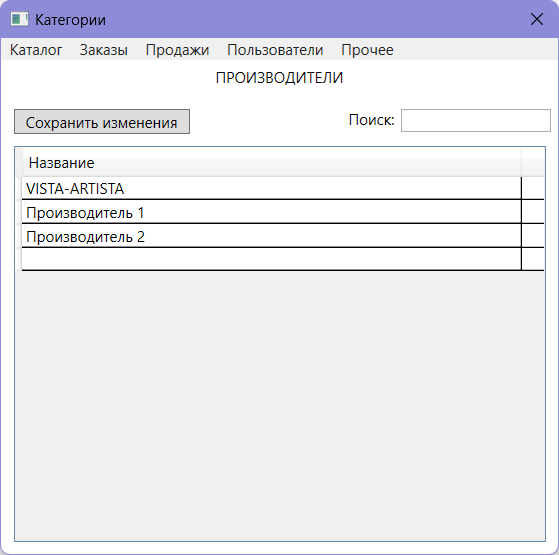 Категории
Каталог Заказы Продажи Пользователи Прочее
ПРОИЗВОДИТЕЛИ
Сохранить изменения Поиск:
Название
VISTA-ARTISTA
Производитель 1
Производитель 2